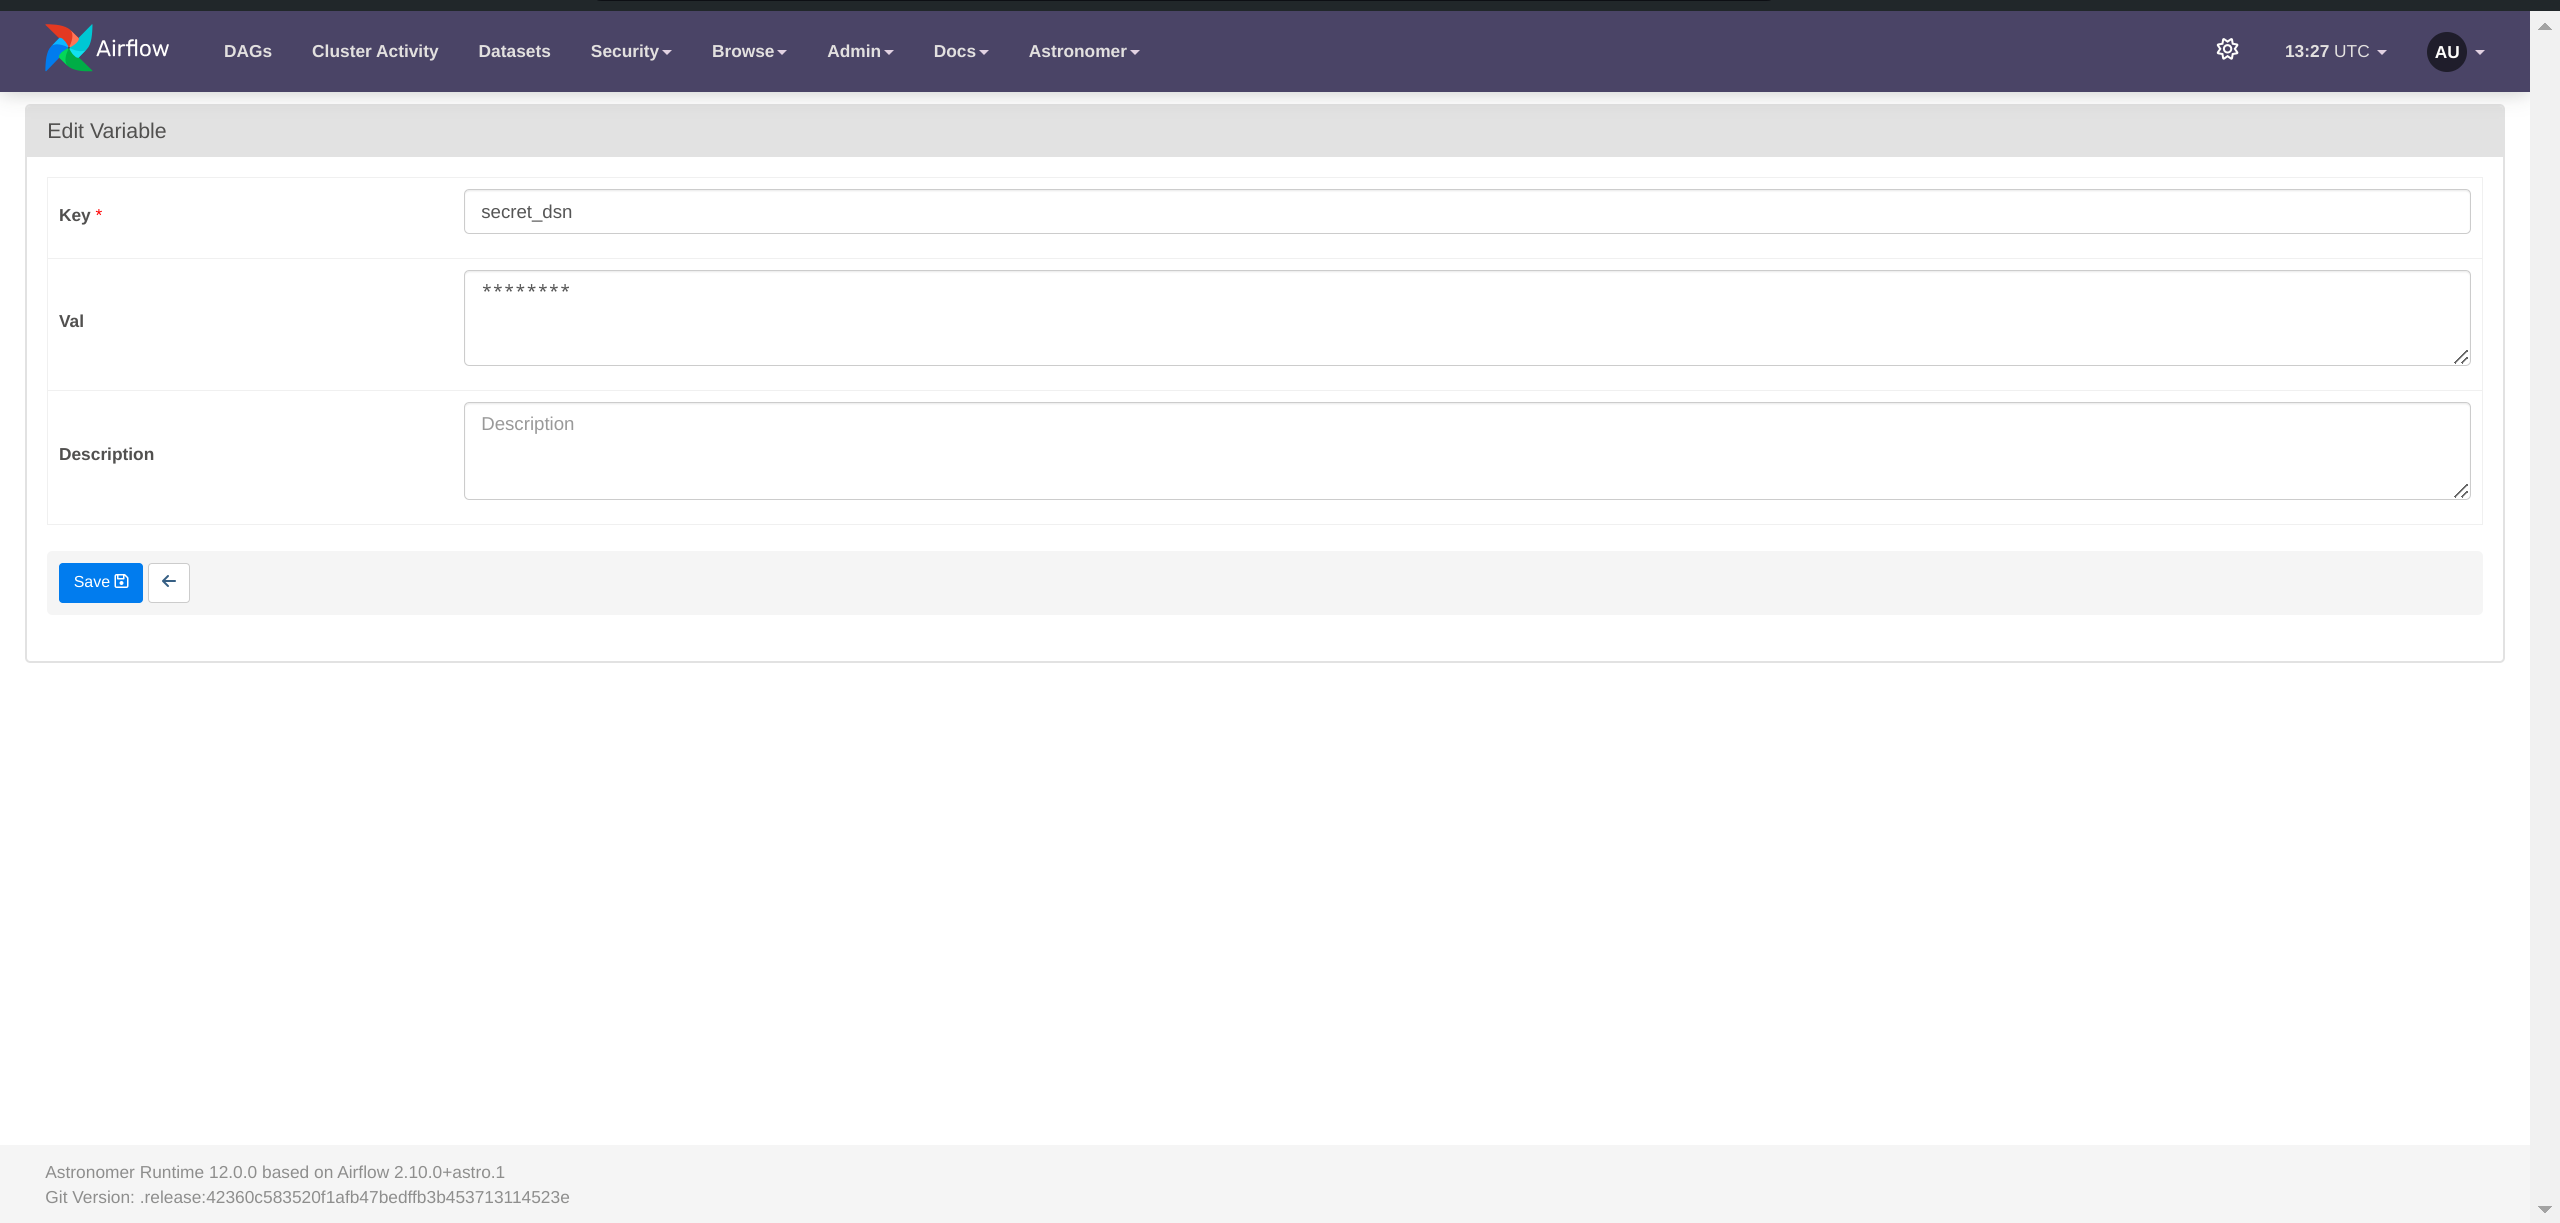 Airflow DAGs Cluster Activity Datasets Security Browse Admin Docs Astronomer 13:27 UTC AU
Edit Variable
Key * secret_dsn
Val ********
Description Description
Save
Astronomer Runtime 12.0.0 based on Airflow 2.10.0+astro.1
Git Version: .release:42360c583520f1afb47bedffb3b453713114523e